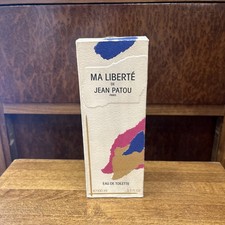 MA LIBERTÉ
DE
JEAN PATOU
PARIS
EAU DE TOILETTE